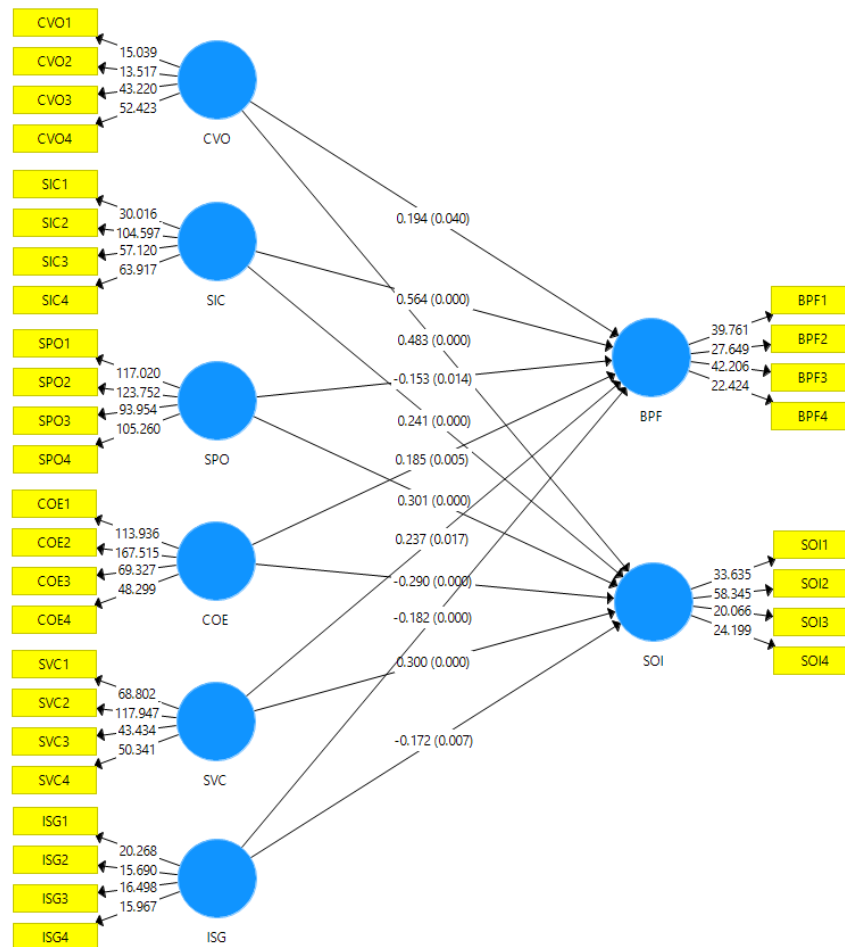 CVO1
CVO2
CVO3
CVO4
15.039
13.517
43.220
52.423
CVO
SIC1
SIC2
SIC3
SIC4
30.016
104.597
57.120
63.917
SIC
SPO1
SPO2
SPO3
SPO4
117.020
123.752
93.954
105.260
SPO
COE1
COE2
COE3
COE4
113.936
167.515
69.327
48.299
COE
SVC1
SVC2
SVC3
SVC4
68.802
117.947
43.434
50.341
SVC
ISG1
ISG2
ISG3
ISG4
20.268
15.690
16.498
15.967
ISG
0.194 (0.040)
0.564 (0.000)
0.483 (0.000)
-0.153 (0.014)
0.241 (0.000)
0.185 (0.005)
0.301 (0.000)
0.237 (0.017)
-0.290 (0.000)
-0.182 (0.000)
0.300 (0.000)
-0.172 (0.007)
BPF
39.761
27.649
42.206
22.424
BPF1
BPF2
BPF3
BPF4
SOI
33.635
58.345
20.066
24.199
SOI1
SOI2
SOI3
SOI4